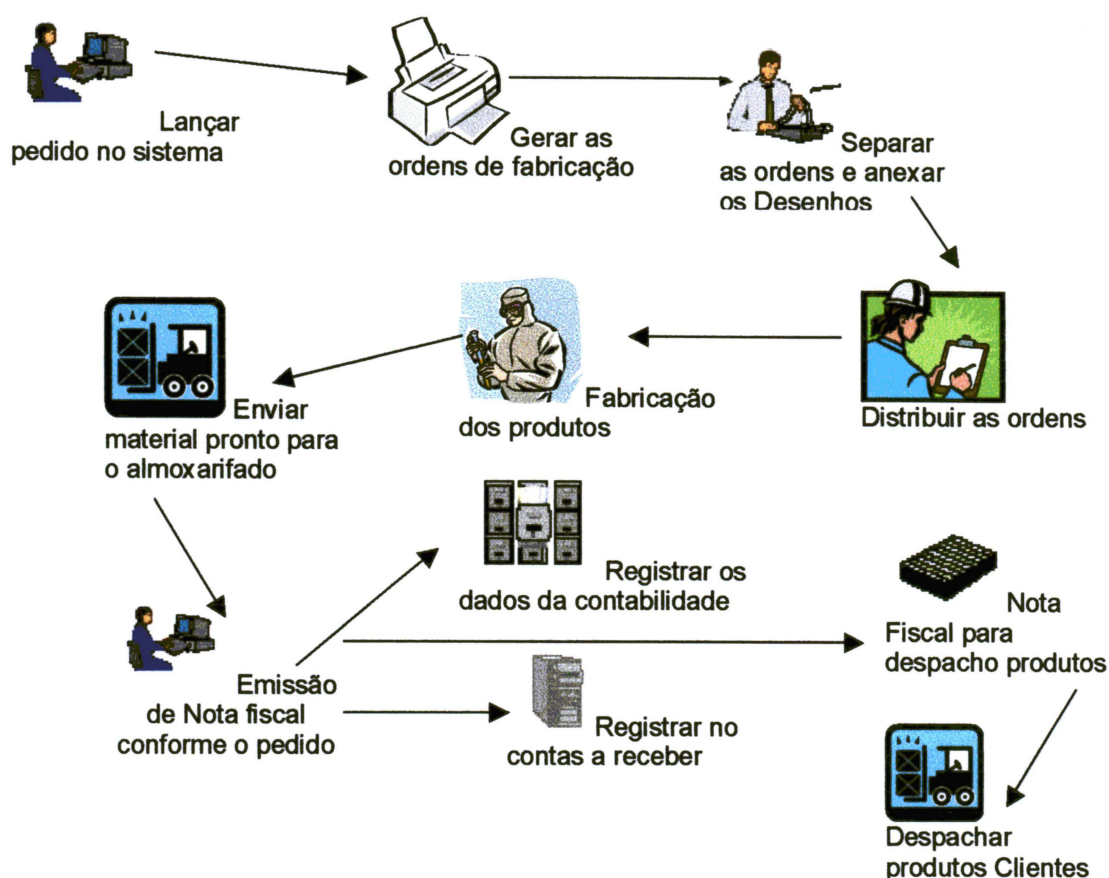 Lançar
pedido no sistema
Gerar as
ordens de fabricação
Separar
as ordens e anexar
os Desenhos
Distribuir as ordens
Fabricação
dos produtos
Enviar
material pronto para
o almoxarifado
Emissão
de Nota fiscal
conforme o pedido
Registrar os
dados da contabilidade
Registrar no
contas a receber
Nota
Fiscal para
despacho produtos
Despachar
produtos Clientes